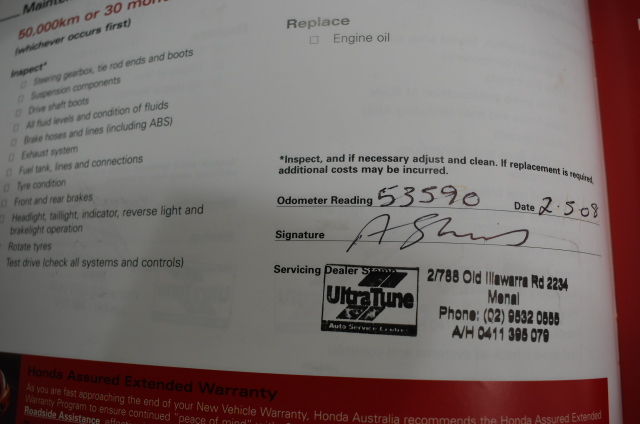 50,000km or 30
(whichever occurs first)
Inspect*
Steering gearbox, tie rod ends and boots
Suspension components
Drive shaft boots
All fluid levels and condition of fluids
Brake hoses and lines (including ABS)
Exhaust system
Fuel tank, lines and connections
Tyre condition
Front and rear brakes
Headlight, taillight, indicator, reverse light and
brakelight operation
Rotate tyres
Test drive (check all systems and controls)
Replace
Engine oil
*Inspect, and if necessary adjust and clean. If replacement is required,
additional costs may be incurred.
Odometer Reading 53590 Date 2.5.08
Signature
Servicing Dealer Stamp
UltraTune
Auto Service Centres
2/788 Old Illawarra Rd 2234
Menai
Phone: (02) 9532 0555
A/H 0411 395 079
Honda Assured Extended Warranty
As you are fast approaching the end of your New Vehicle Warranty, Honda Australia recommends the Honda Assured Extended
Warranty Program to ensure continued "peace of mind"
Roadside Assistance